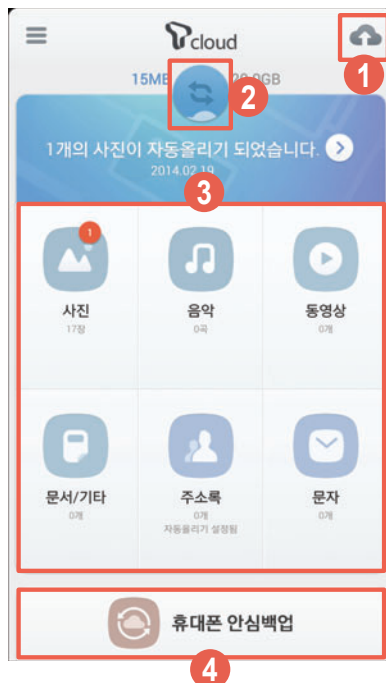 Tcloud
1
15MB
20.0GB
2
1개의 사진이 자동올리기 되었습니다.
2014.02.19
3
1
사진
음악
동영상
17장
0곡
0개
문서/기타
주소록
문자
0개
0개
0개
자동올리기 설정됨
휴대폰 안심백업
4